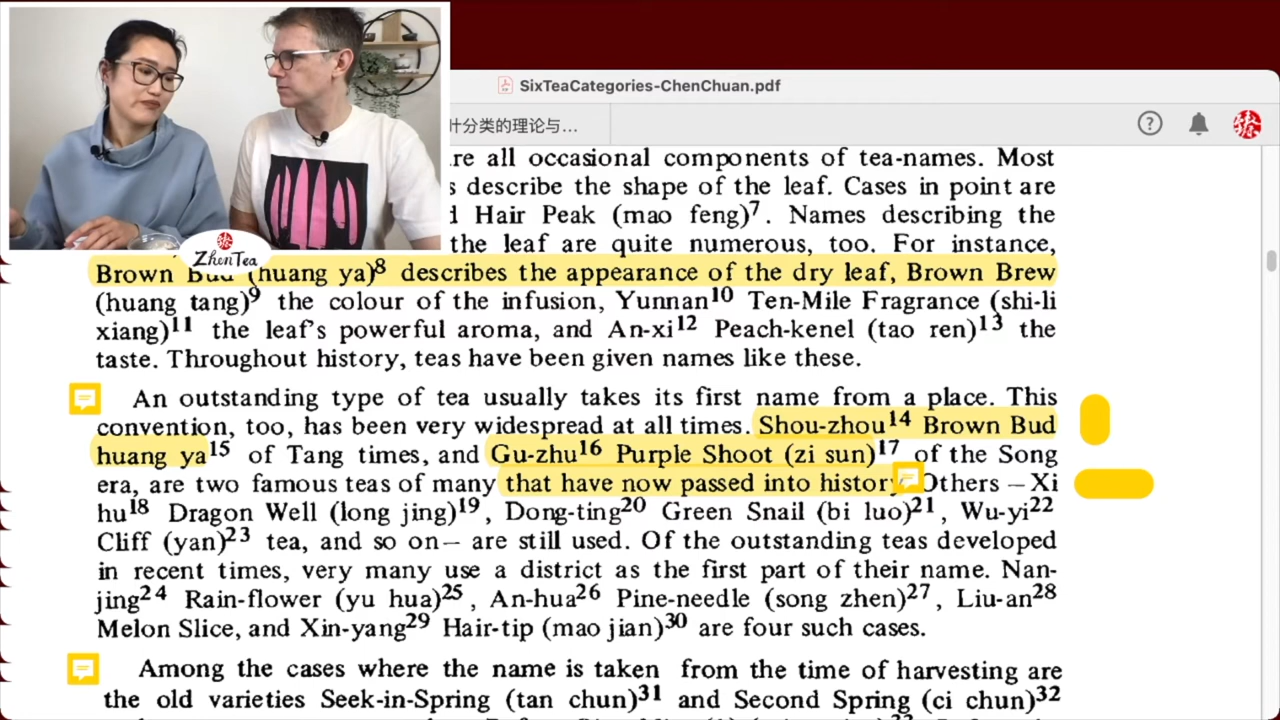 SixTeaCategories-ChenChuan.pdf
叶分类的理论与...
re all occasional components of tea-names. Most
s describe the shape of the leaf. Cases in point are
Hair Peak (mao feng)7. Names describing the
the leaf are quite numerous, too. For instance,
ZhenTea
Brown Bud (huang ya)8 describes the appearance of the dry leaf, Brown Brew
(huang tang)9 the colour of the infusion, Yunnan10 Ten-Mile Fragrance (shi-li
xiang)11 the leaf's powerful aroma, and An-xi12 Peach-kenel (tao ren)13 the
taste. Throughout history, teas have been given names like these.
An outstanding type of tea usually takes its first name from a place. This
convention, too, has been very widespread at all times. Shou-zhou14 Brown Bud
huang ya15 of Tang times, and Gu-zhu16 Purple Shoot (zi sun)17 of the Song
era, are two famous teas of many that have now passed into history Others — Xi
hu18 Dragon Well (long jing)19, Dong-ting20 Green Snail (bi luo)21, Wu-yi22
Cliff (yan)23 tea, and so on— are still used. Of the outstanding teas developed
in recent times, very many use a district as the first part of their name. Nan-
jing24 Rain-flower (yu hua)25, An-hua26 Pine-needle (song zhen)27, Liu-an28
Melon Slice, and Xin-yang29 Hair-tip (mao jian)30 are four such cases.
Among the cases where the name is taken from the time of harvesting are
the old varieties Seek-in-Spring (tan chun)31 and Second Spring (ci chun)32